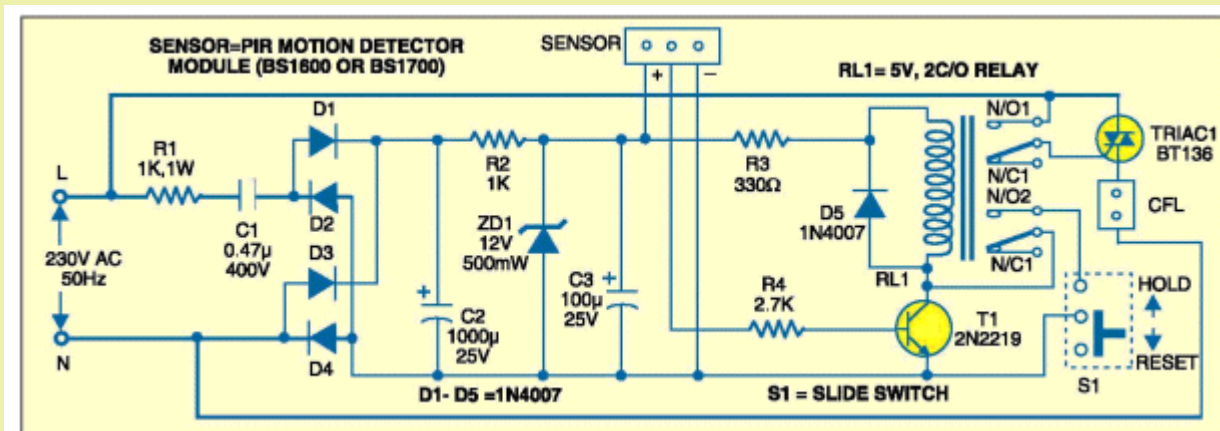 SENSOR=PIR MOTION DETECTOR
MODULE (BS1600 OR BS1700)
SENSOR
+
–
RL1= 5V, 2C/O RELAY
D1
R1
1K,1W
L
C1
0.47µ
400V
D2
D3
D4
230V AC
50Hz
N
R2
1K
ZD1
12V
500mW
+
C2
1000µ
25V
+
C3
100µ
25V
R3
330Ω
D5
1N4007
RL1
R4
2.7K
T1
2N2219
N/O1
N/C1
N/O2
N/C1
TRIAC1
BT136
CFL
HOLD
RESET
S1
D1- D5 =1N4007
S1 = SLIDE SWITCH